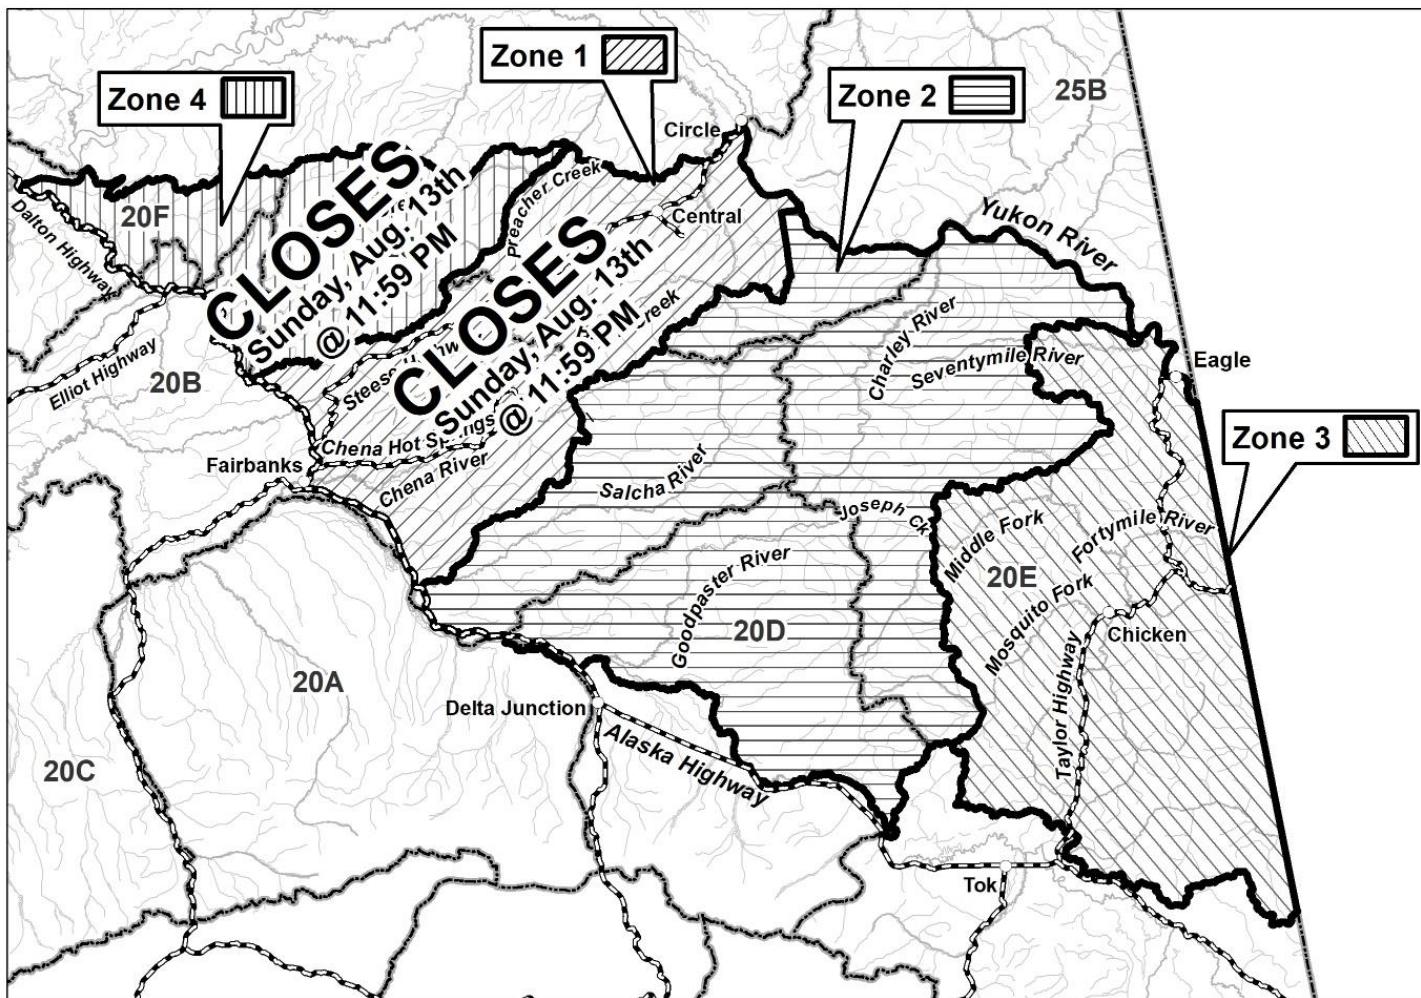 Zone 1
Zone 4
Zone 2
25B
Circle
Preacher Creek
20F
Dalton Highway
CLOSES
Sunday, Aug. 13th
@ 11:59 PM
Central
Yukon River
CLOSES
Sunday, Aug. 13th
@ 11:59 PM
Creek
Charley River
Seventymile River
Eagle
Elliot Highway
20B
Zone 3
Chena Hot Springs
Fairbanks
Chena River
Salcha River
Joseph Ck
Middle Fork
Fortymile River
20E
Mosquito Fork
Goodpaster River
20D
Chicken
Taylor Highway
20A
Delta Junction
Alaska Highway
20C
Tok